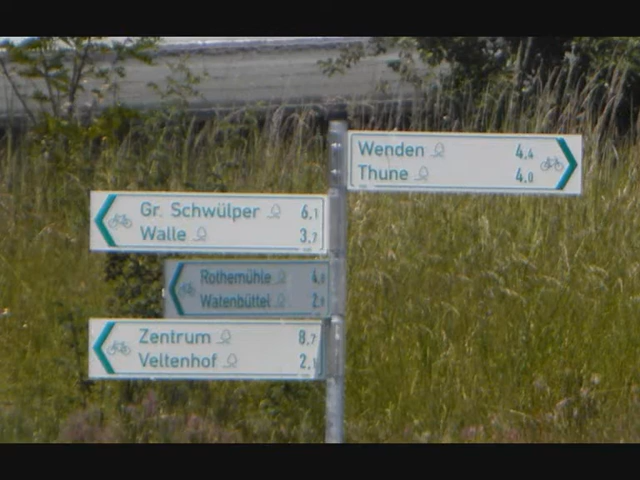 Wenden 4,4
Thune 4,0
Gr. Schwülper 6,1
Walle 3,7
Rothemühle
Watenbüttel
Zentrum 8,7
Veltenhof 2,1